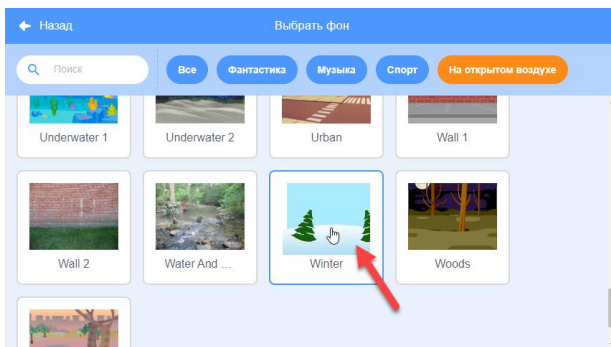 Назад
Выбрать фон
Поиск
Все
Фантастика
Музыка
Спорт
На открытом воздухе
Underwater 1
Underwater 2
Urban
Wall 1
Wall 2
Water And ...
Winter
Woods